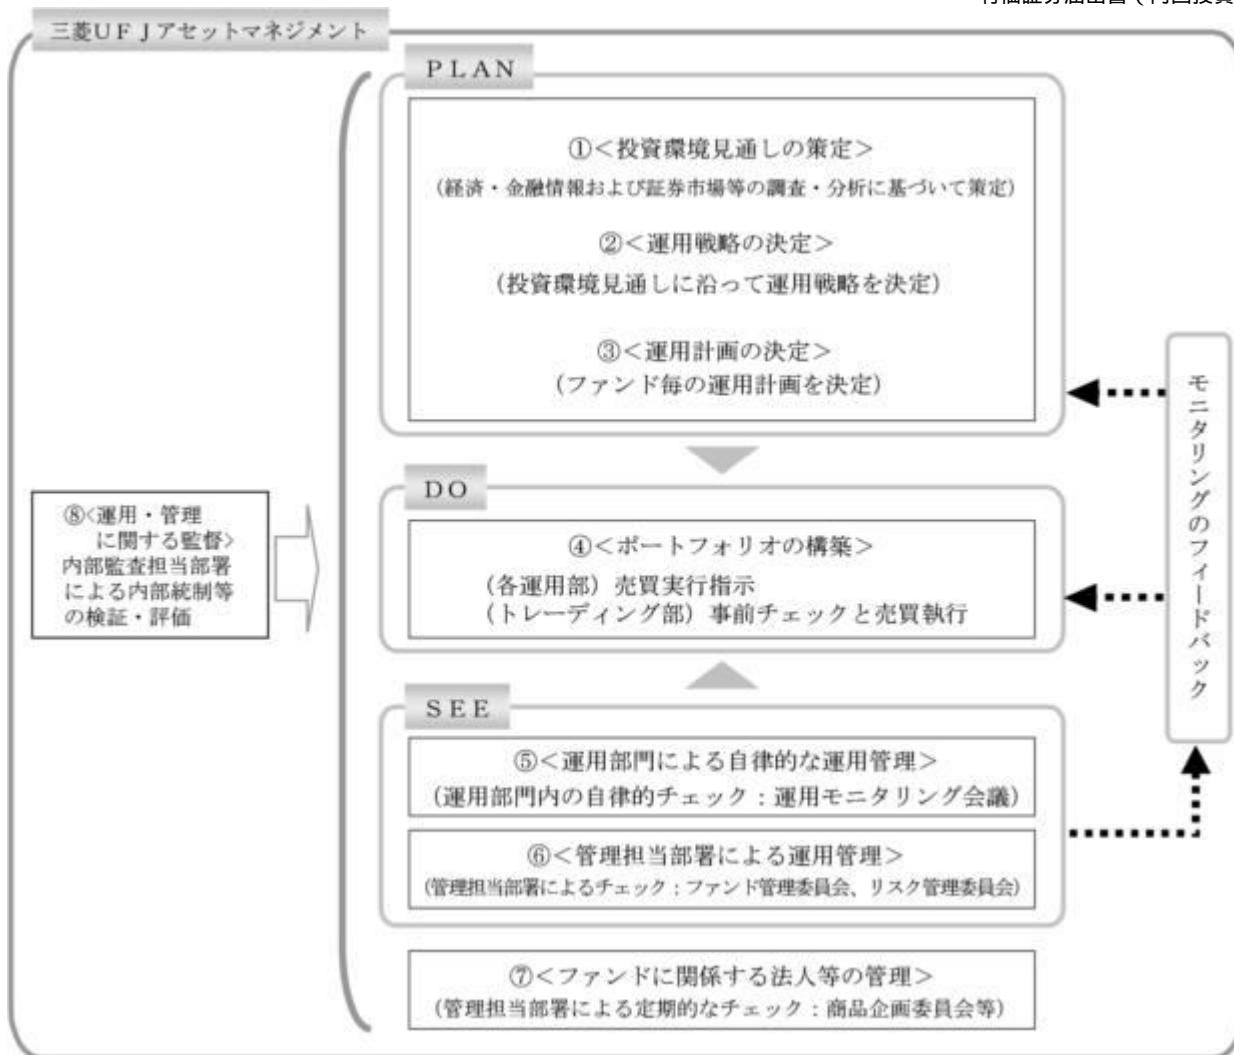 三菱ＵＦＪアセットマネジメント
ＰＬＡＮ
①＜投資環境見通しの策定＞
（経済・金融情報および証券市場等の調査・分析に基づいて策定）
②＜運用戦略の決定＞
（投資環境見通しに沿って運用戦略を決定）
③＜運用計画の決定＞
（ファンド毎の運用計画を決定）
ＤＯ
④＜ポートフォリオの構築＞
（各運用部）売買実行指示
（トレーディング部）事前チェックと売買執行
ＳＥＥ
⑤＜運用部門による自律的な運用管理＞
（運用部門内の自律的チェック：運用モニタリング会議）
⑥＜管理担当部署による運用管理＞
（管理担当部署によるチェック：ファンド管理委員会、リスク管理委員会）
⑦＜ファンドに関係する法人等の管理＞
（管理担当部署による定期的なチェック：商品企画委員会等）
⑧＜運用・管理
に関する監督＞
内部監査担当部署
による内部統制等
の検証・評価
モニタリングのフィードバック